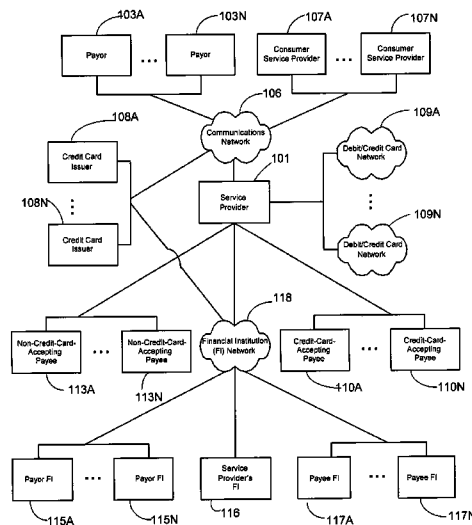 103A
103N
107A
107N
Payor
...
Payor
Consumer
Service Provider
...
Consumer
Service Provider
106
108A
Communications
Network
109A
Credit Card
Issuer
101
Debit/Credit Card
Network
108N
Service
Provider
Credit Card
Issuer
109N
Debit/Credit Card
Network
118
Non-Credit-Card-
Accepting
Payee
...
Non-Credit-Card-
Accepting
Payee
Financial Institution
(FI) Network
Credit-Card-
Accepting
Payee
...
Credit-Card-
Accepting
Payee
113A
113N
110A
110N
Payor FI
...
Payor FI
Service
Provider's
FI
Payee FI
...
Payee FI
115A
115N
116
117A
117N